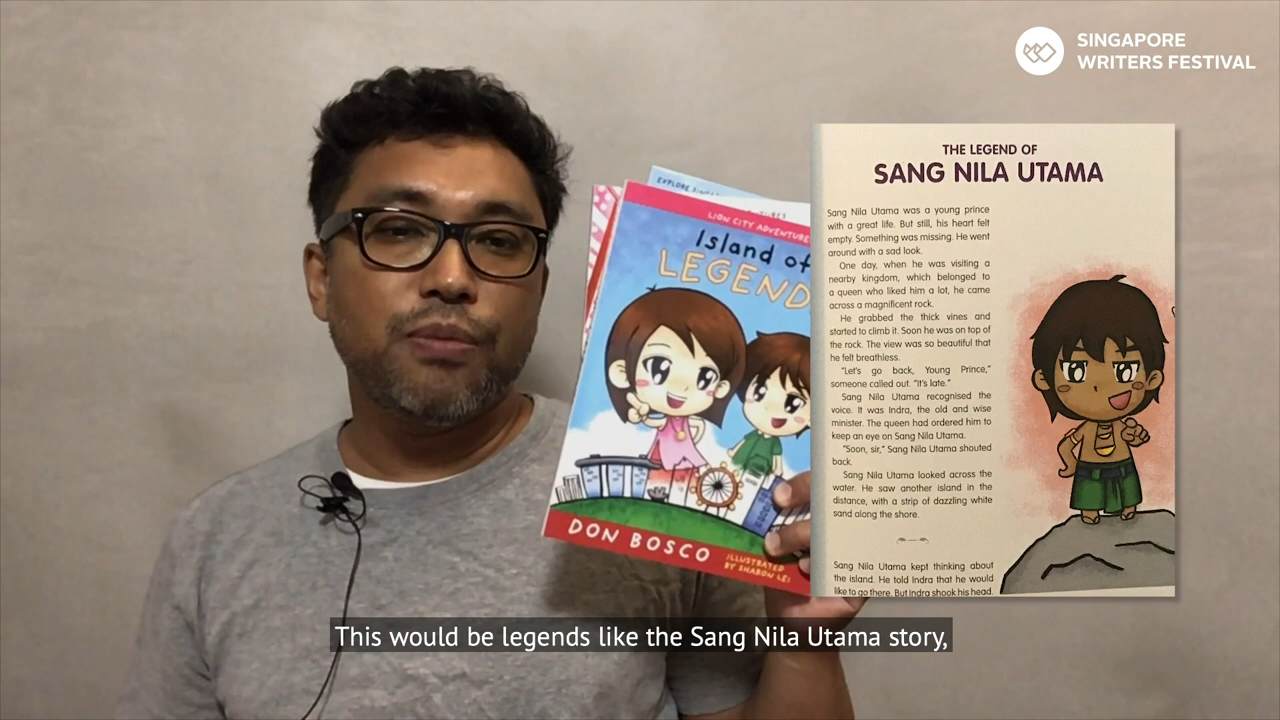 SINGAPORE
WRITERS FESTIVAL
EXPLORE
LION CITY ADVENTURE
Island of
LEGEND
DON BOSCO
ILLUSTRATED
BY SHARON LEI
THE LEGEND OF
SANG NILA UTAMA
Sang Nila Utama was a young prince
with a great life. But still, his heart felt
empty. Something was missing. He went
around with a sad look.
One day, when he was visiting a
nearby kingdom, which belonged to
a queen who liked him a lot, he came
across a magnificent rock.
He grabbed the thick vines and
started to climb it. Soon he was on top of
the rock. The view was so beautiful that
he felt breathless.
"Let's go back, Young Prince,"
someone called out. "It's late."
Sang Nila Utama recognised the
voice. It was Indra, the old and wise
minister. The queen had ordered him to
keep an eye on Sang Nila Utama.
"Soon, sir," Sang Nila Utama shouted
back.
Sang Nila Utama looked across the
water. He saw another island in the
distance, with a strip of dazzling white
sand along the shore.
Sang Nila Utama kept thinking about
the island. He told Indra that he would
like to go there. But Indra shook his head.
This would be legends like the Sang Nila Utama story,